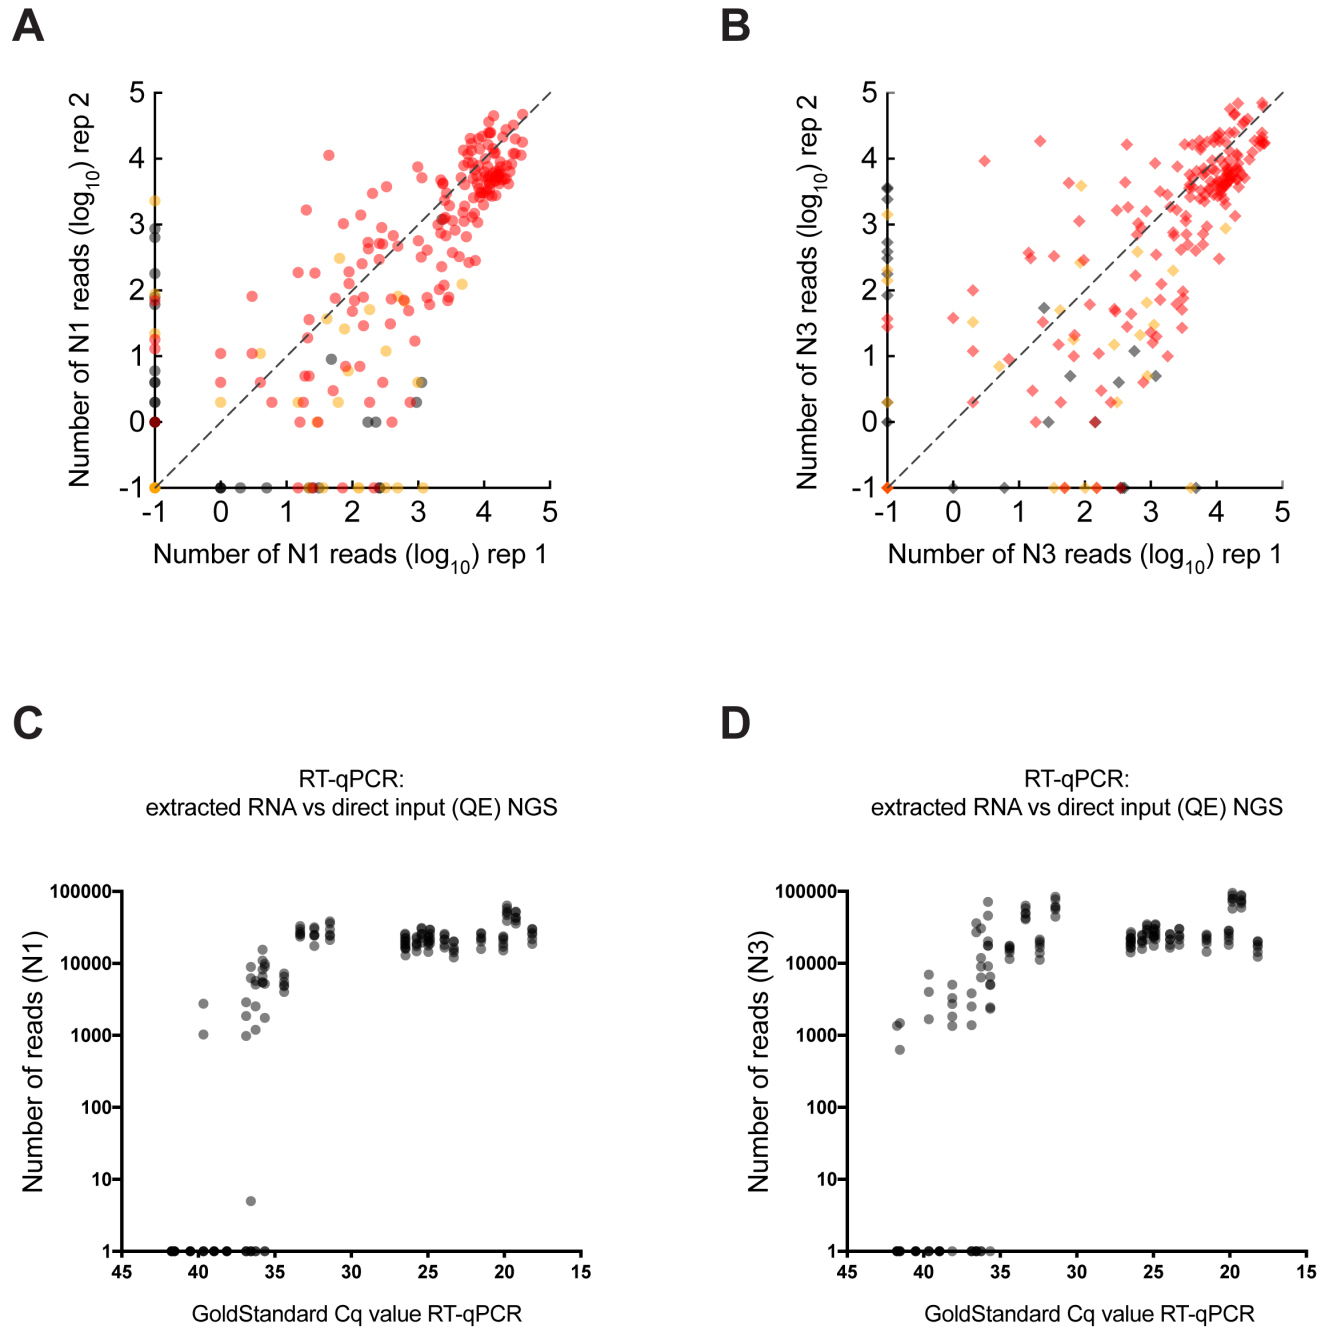 A
B
Number of N1 reads (log10) rep 2
5
4
3
2
1
0
-1
-1 0 1 2 3 4 5
Number of N1 reads (log10) rep 1
Number of N3 reads (log10) rep 2
5
4
3
2
1
0
-1
-1 0 1 2 3 4 5
Number of N3 reads (log10) rep 1
C
D
RT-qPCR:
extracted RNA vs direct input (QE) NGS
Number of reads (N1)
100000
10000
1000
100
10
1
45 40 35 30 25 20 15
GoldStandard Cq value RT-qPCR
RT-qPCR:
extracted RNA vs direct input (QE) NGS
Number of reads (N3)
100000
10000
1000
100
10
1
45 40 35 30 25 20 15
GoldStandard Cq value RT-qPCR